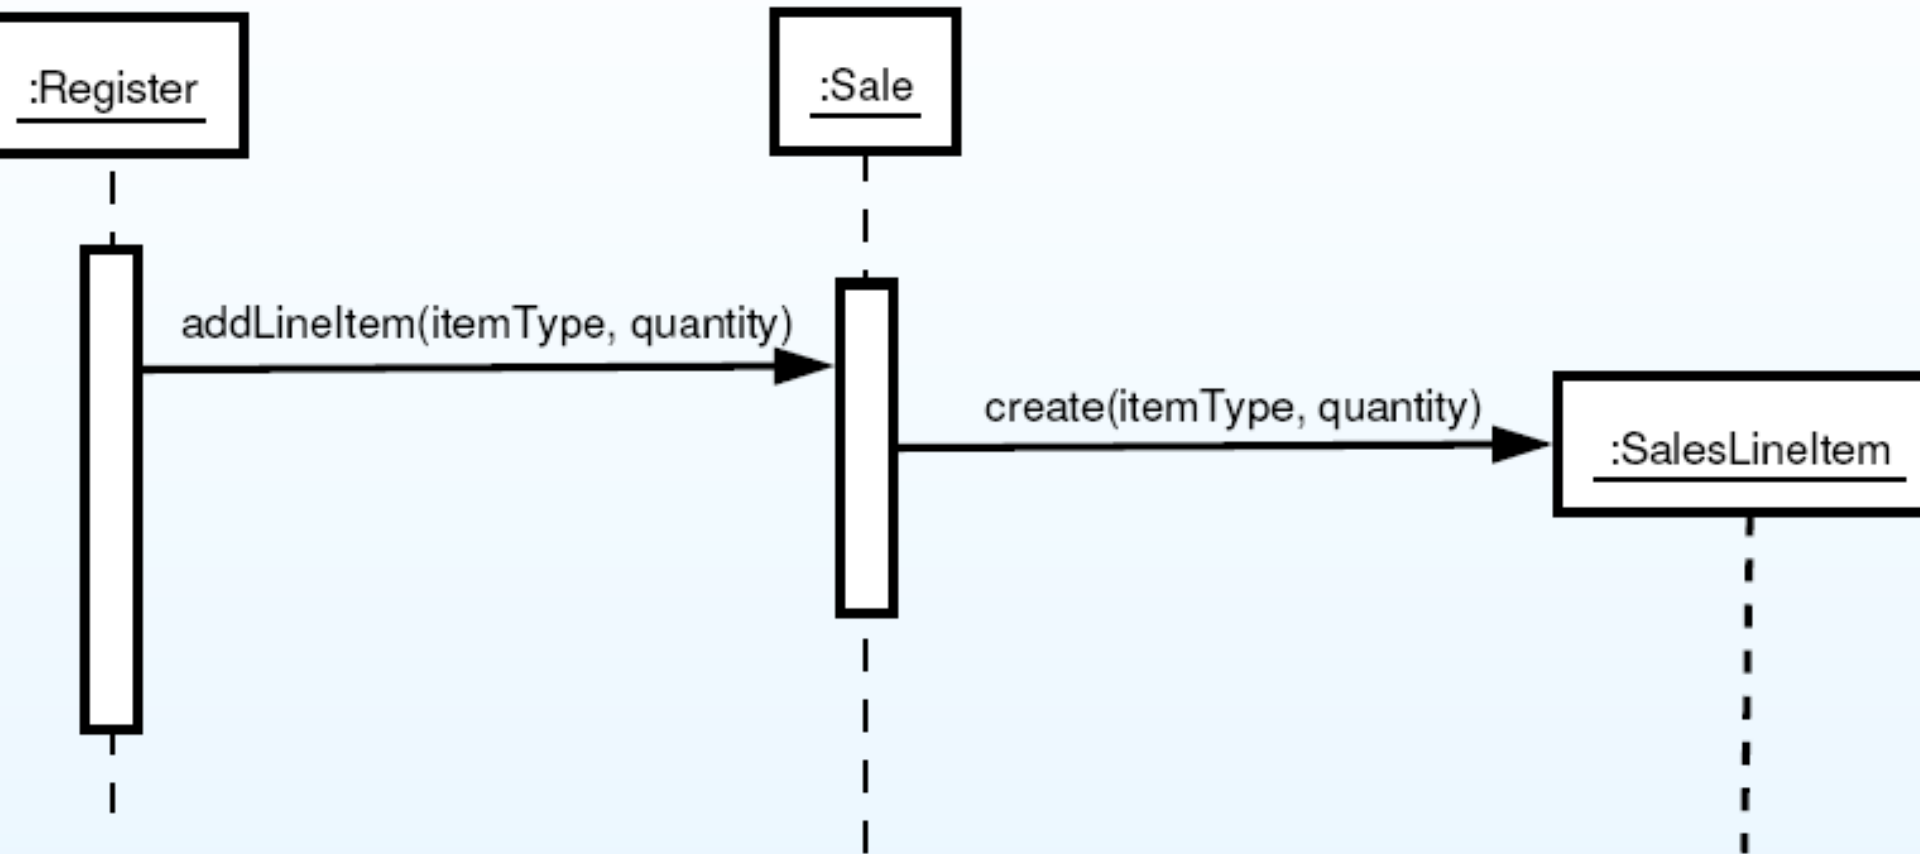 :Register
:Sale
addLineItem(itemType, quantity)
create(itemType, quantity)
:SalesLineItem